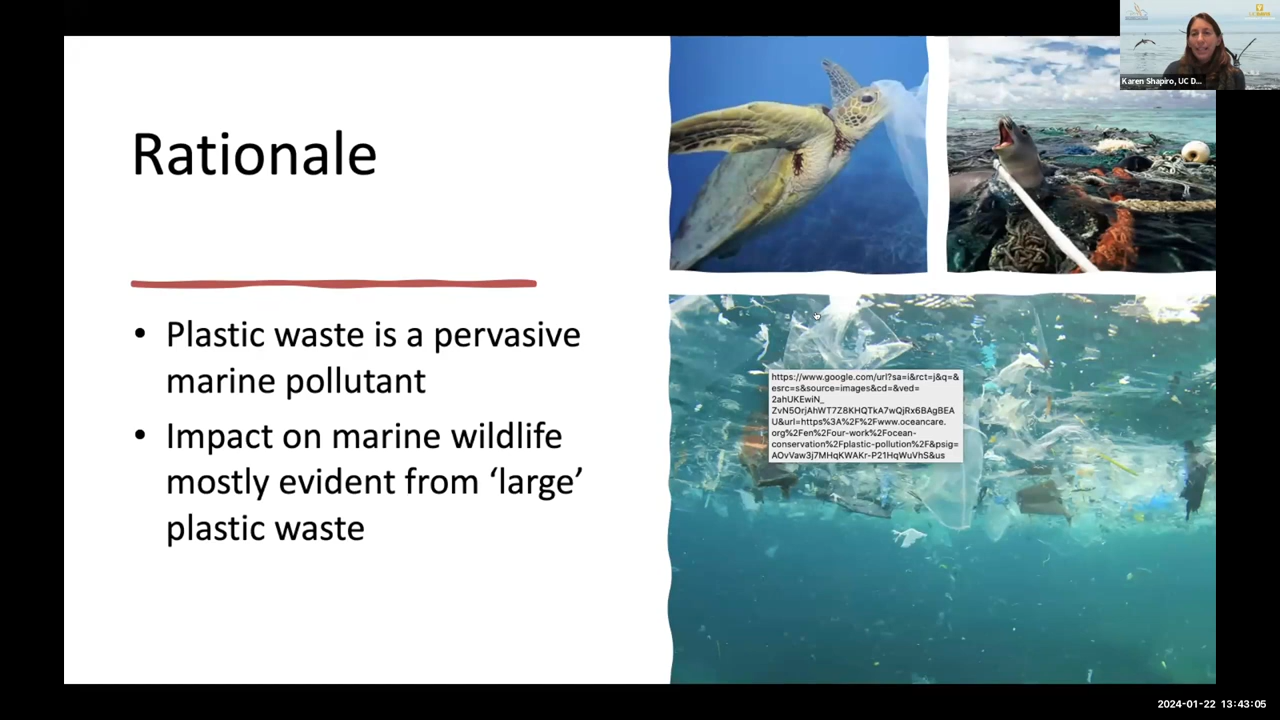 Karen Shapiro, UC D...
Rationale
• Plastic waste is a pervasive
marine pollutant
• Impact on marine wildlife
mostly evident from ‘large’
plastic waste
https://www.google.com/url?sa=i&rct=j&q=&
esrc=s&source=images&cd=&ved=
2ahUKEwiN_
ZvN5OrjAhWT7Z8KHQTkA7wQjRx6BAgBEA
U&url=https%3A%2F%2Fwww.oceancare.
org%2Fen%2Four-work%2Focean-
conservation%2Fplastic-pollution%2F&psig=
AOvVaw3j7MHqKWAKr-P21HqWuVhS&us
2024-01-22 13:43:05